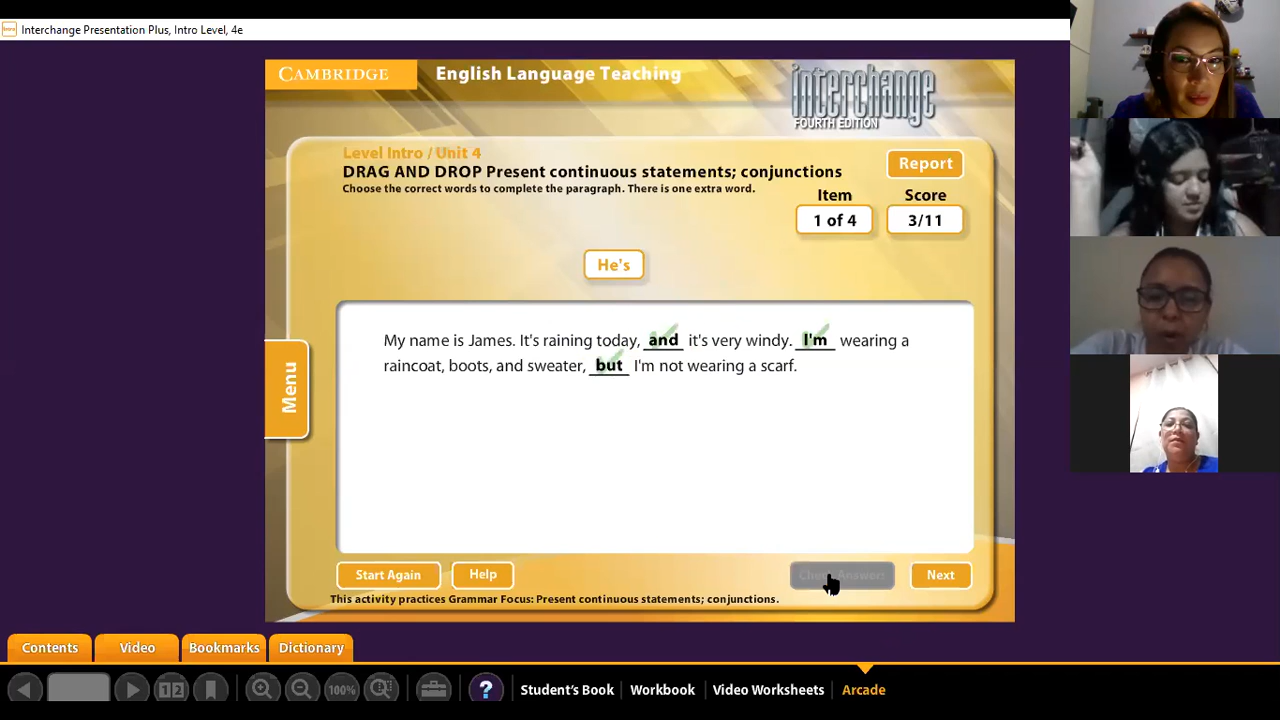 Interchange Presentation Plus, Intro Level, 4e
CAMBRIDGE
English Language Teaching
interchange
FOURTH EDITION
Level Intro / Unit 4
DRAG AND DROP Present continuous statements; conjunctions
Choose the correct words to complete the paragraph. There is one extra word.
Report
Item
Score
1 of 4
3/11
He's
My name is James. It's raining today, and it's very windy. I'm wearing a
raincoat, boots, and sweater, but I'm not wearing a scarf.
Menu
Start Again
Help
Check Answers
Next
This activity practices Grammar Focus: Present continuous statements; conjunctions.
Contents
Video
Bookmarks
Dictionary
12
100%
?
Student's Book
Workbook
Video Worksheets
Arcade